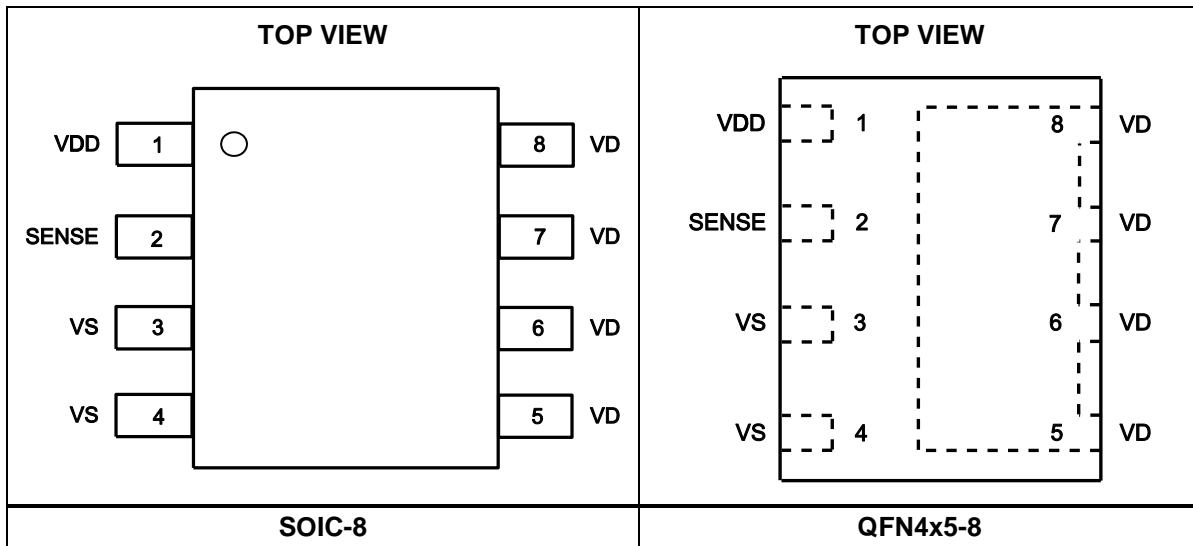 TOP VIEW
VDD 1 8 VD
SENSE 2 7 VD
VS 3 6 VD
VS 4 5 VD
SOIC-8
TOP VIEW
VDD 1 8 VD
SENSE 2 7 VD
VS 3 6 VD
VS 4 5 VD
QFN4x5-8